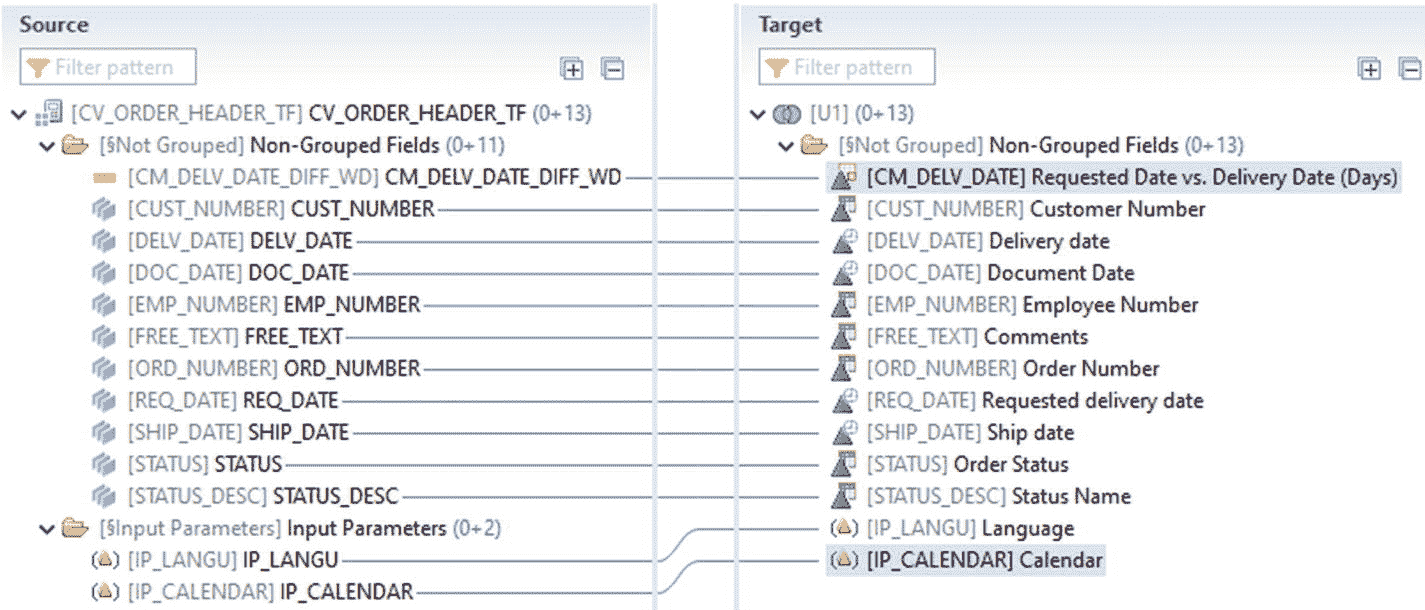 Source
Filter pattern
[CV_ORDER_HEADER_TF] CV_ORDER_HEADER_TF (0+13)
[§Not Grouped] Non-Grouped Fields (0+11)
[CM_DELV_DATE_DIFF_WD] CM_DELV_DATE_DIFF_WD
[CUST_NUMBER] CUST_NUMBER
[DELV_DATE] DELV_DATE
[DOC_DATE] DOC_DATE
[EMP_NUMBER] EMP_NUMBER
[FREE_TEXT] FREE_TEXT
[ORD_NUMBER] ORD_NUMBER
[REQ_DATE] REQ_DATE
[SHIP_DATE] SHIP_DATE
[STATUS] STATUS
[STATUS_DESC] STATUS_DESC
[§Input Parameters] Input Parameters (0+2)
[IP_LANGU] IP_LANGU
[IP_CALENDAR] IP_CALENDAR
Target
Filter pattern
[U1] (0+13)
[§Not Grouped] Non-Grouped Fields (0+13)
[CM_DELV_DATE] Requested Date vs. Delivery Date (Days)
[CUST_NUMBER] Customer Number
[DELV_DATE] Delivery date
[DOC_DATE] Document Date
[EMP_NUMBER] Employee Number
[FREE_TEXT] Comments
[ORD_NUMBER] Order Number
[REQ_DATE] Requested delivery date
[SHIP_DATE] Ship date
[STATUS] Order Status
[STATUS_DESC] Status Name
[IP_LANGU] Language
[IP_CALENDAR] Calendar